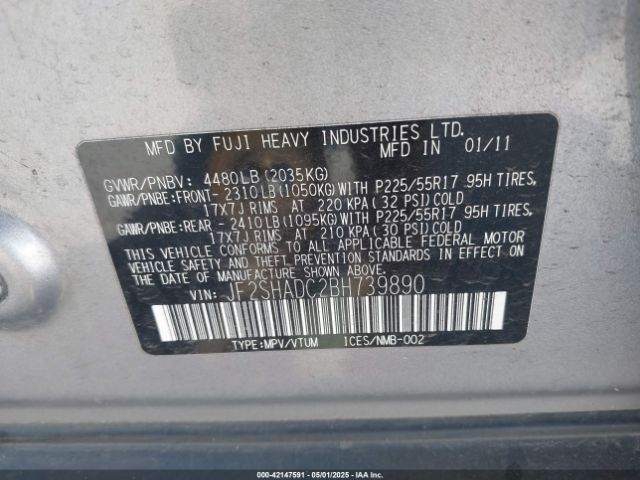 MFD BY FUJI HEAVY INDUSTRIES LTD.
MFD IN 01/11
GVWR/PNBV: 4480LB(2035KG)
GAWR/PNBE:FRONT- 2310LB(1050KG)WITH P225/55R17 95H TIRES,
17X7J RIMS AT 220 KPA(32 PSI)COLD
GAWR/PNBE:REAR - 2410LB(1095KG)WITH P225/55R17 95H TIRES,
17X7J RIMS AT 210 KPA(30 PSI)COLD
THIS VEHICLE CONFORMS TO ALL APPLICABLE FEDERAL MOTOR
VEHICLE SAFETY AND THEFT PREVENTION STANDARDS IN EFFECT ON
THE DATE OF MANUFACTURE SHOWN ABOVE.
VIN: JF2SHADC2BH739890
TYPE:MPV/VTUM ICES/NMB-002
000-42147591 - 05/01/2025 - © IAA Holdings, LLC